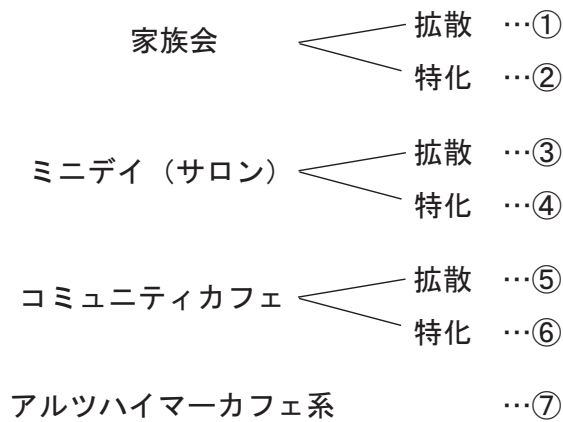 家族会
拡散 …①
特化 …②
ミニデイ（サロン）
拡散 …③
特化 …④
コミュニティカフェ
拡散 …⑤
特化 …⑥
アルツハイマーカフェ系 …⑦